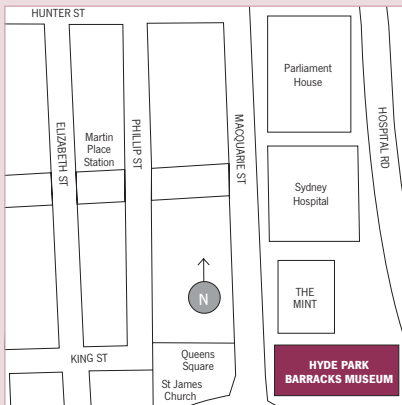 HUNTER ST
Parliament
House
ELIZABETH ST
Martin
Place
Station
PHILLIP ST
MACQUARIE ST
HOSPITAL RD
Sydney
Hospital
N
THE
MINT
KING ST
Queens
Square
St James
Church
HYDE PARK
BARRACKS MUSEUM